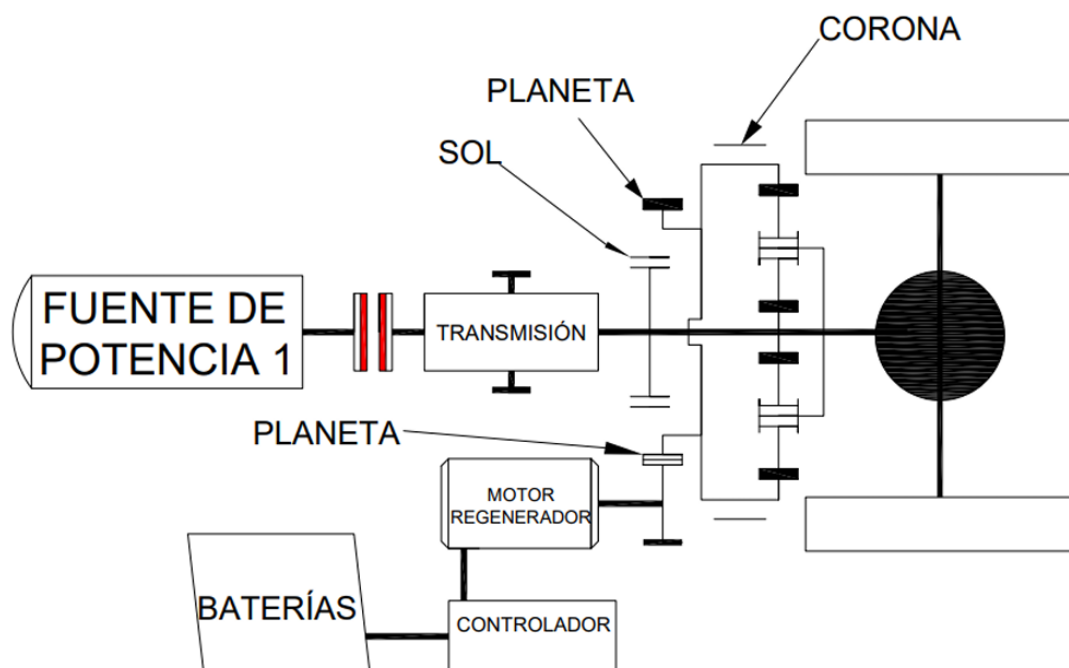 CORONA
PLANETA
SOL
FUENTE DE
POTENCIA 1
TRANSMISIÓN
PLANETA
MOTOR
REGENERADOR
BATERÍAS
CONTROLADOR